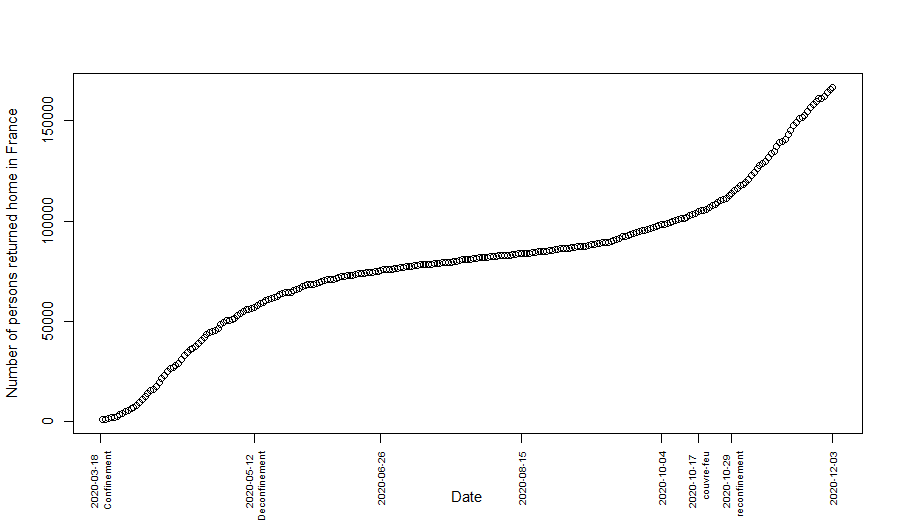 Number of persons returned home in France
150000
100000
50000
0
2020-03-18
Confinement
2020-05-12
Deconfinement
2020-06-26
2020-08-15
2020-10-04
2020-10-17
couvre-feu
2020-10-29
reconfinement
2020-12-03
Date